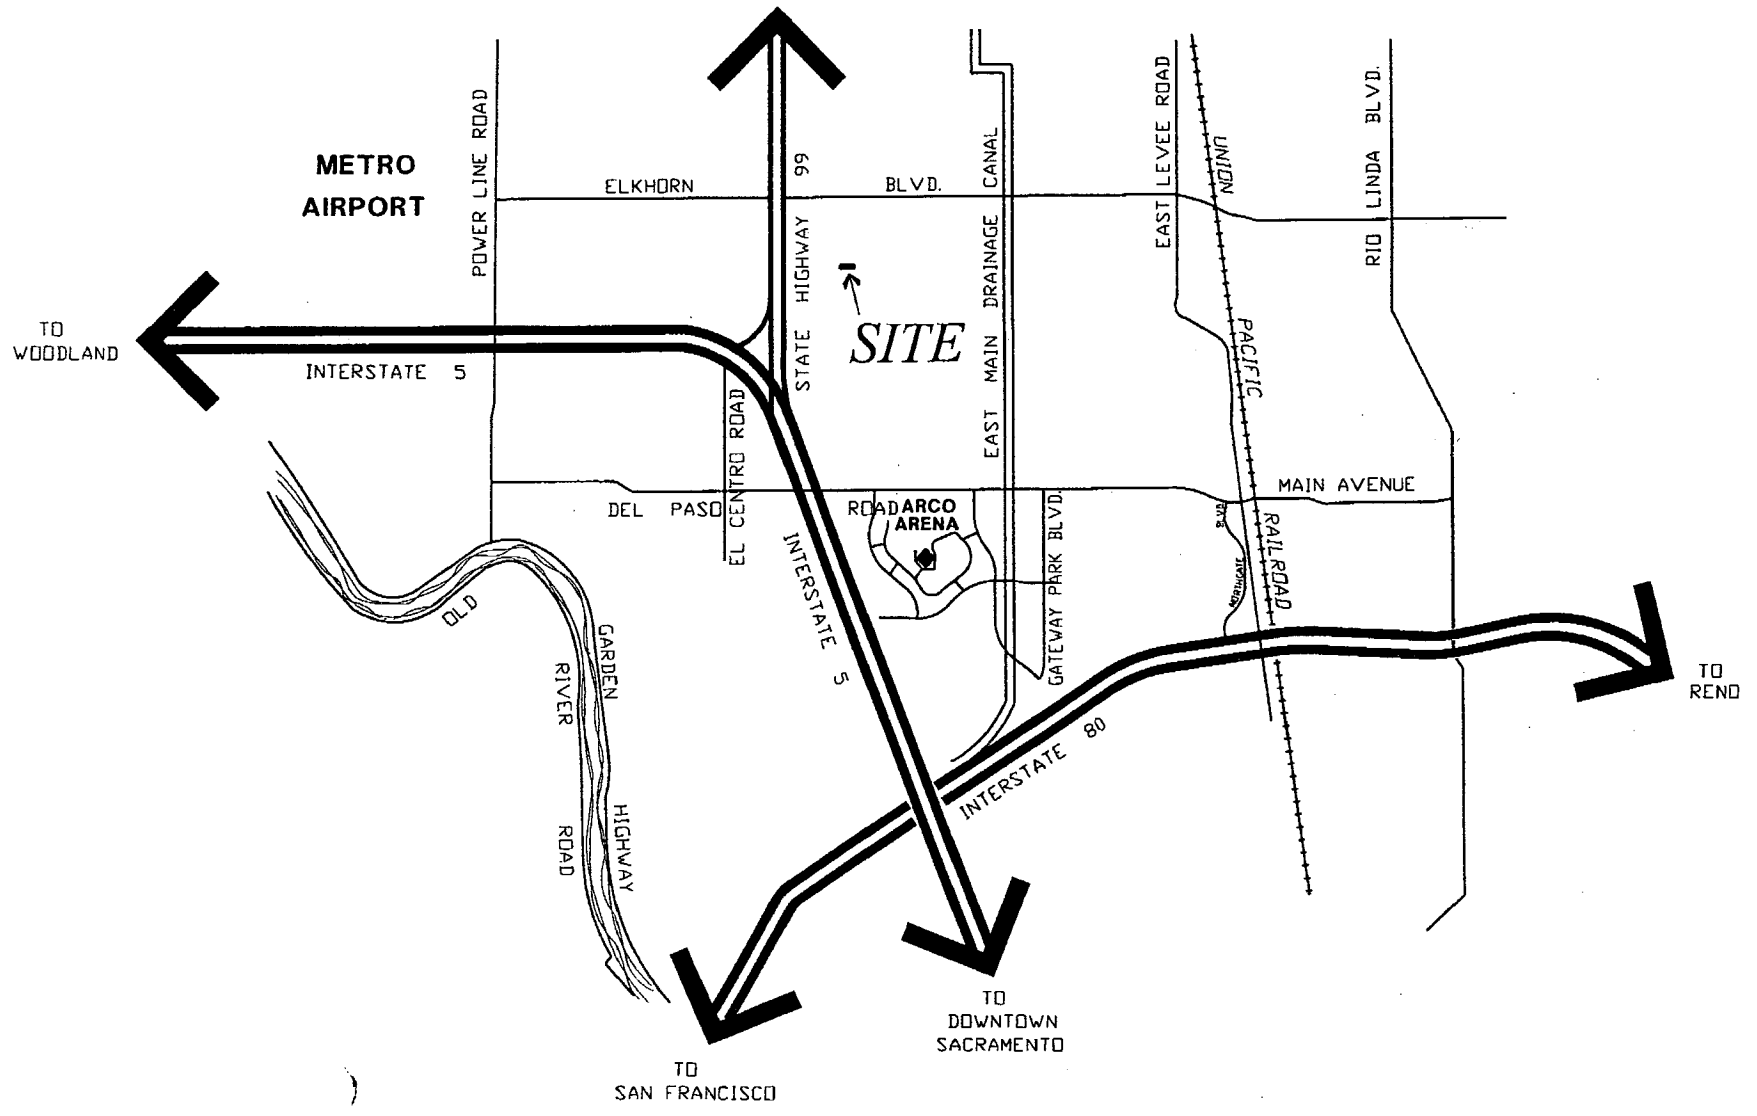 METRO
AIRPORT
POWER LINE ROAD
ELKHORN BLVD.
STATE HIGHWAY 99
EAST MAIN DRAINAGE CANAL
EAST LEVEE ROAD
UNION PACIFIC RAILROAD
RIO LINDA BLVD.
SITE
TO
WOODLAND
INTERSTATE 5
EL CENTRO ROAD
DEL PASO ROAD
ARCO
ARENA
MAIN AVENUE
INTERSTATE 5
GATEWAY PARK BLVD.
NORTHGATE BLVD.
OLD RIVER ROAD
GARDEN HIGHWAY
INTERSTATE 80
TO
RENO
TO
DOWNTOWN
SACRAMENTO
TO
SAN FRANCISCO